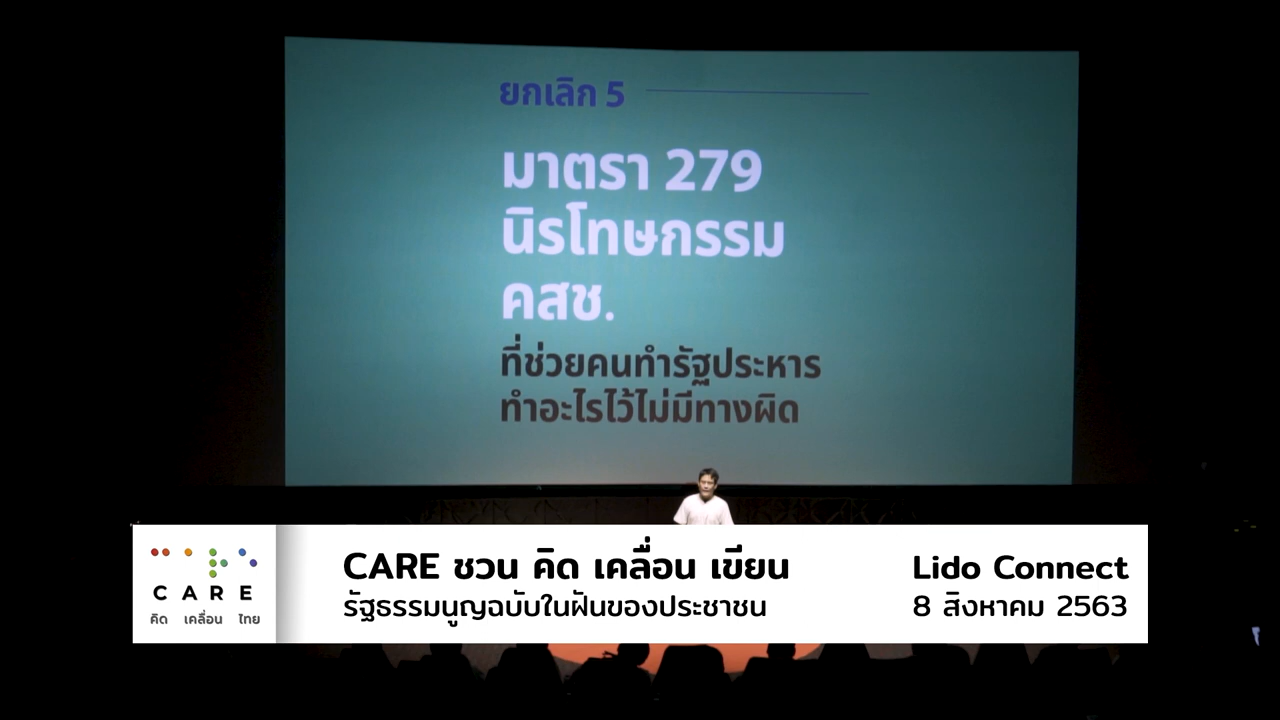 ยกเลิก 5
มาตรา 279
นิรโทษกรรม
คสช.
ที่ช่วยคนทำรัฐประหาร
ทำอะไรไว้ไม่มีทางผิด
CARE
คิด เคลื่อน ไทย
CARE ชวน คิด เคลื่อน เขียน
รัฐธรรมนูญฉบับในฝันของประชาชน
Lido Connect
8 สิงหาคม 2563